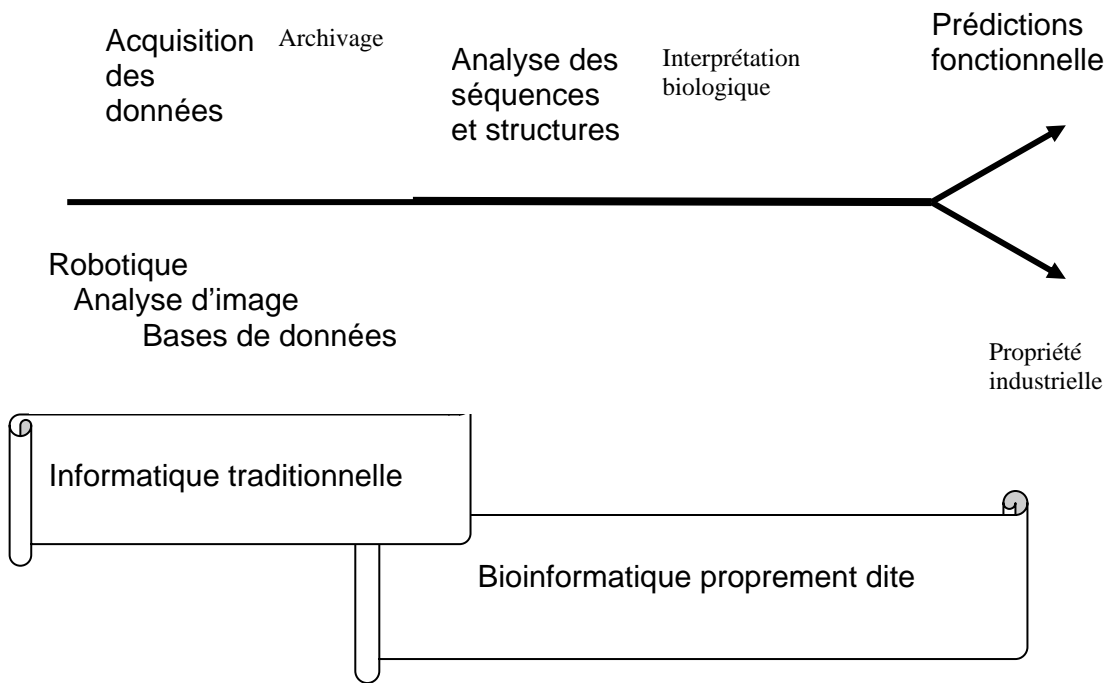 Acquisition
des
données
Archivage
Analyse des
séquences
et structures
Interprétation
biologique
Prédictions
fonctionnelle
Robotique
Analyse d'image
Bases de données
Propriété
industrielle
Informatique traditionnelle
Bioinformatique proprement dite